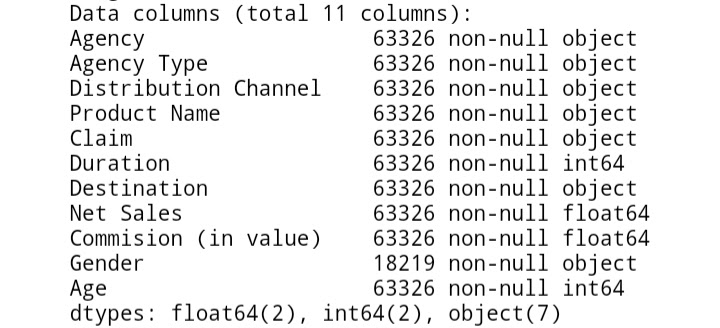 Data columns (total 11 columns):
Agency 63326 non-null object
Agency Type 63326 non-null object
Distribution Channel 63326 non-null object
Product Name 63326 non-null object
Claim 63326 non-null object
Duration 63326 non-null int64
Destination 63326 non-null object
Net Sales 63326 non-null float64
Commision (in value) 63326 non-null float64
Gender 18219 non-null object
Age 63326 non-null int64
dtypes: float64(2), int64(2), object(7)